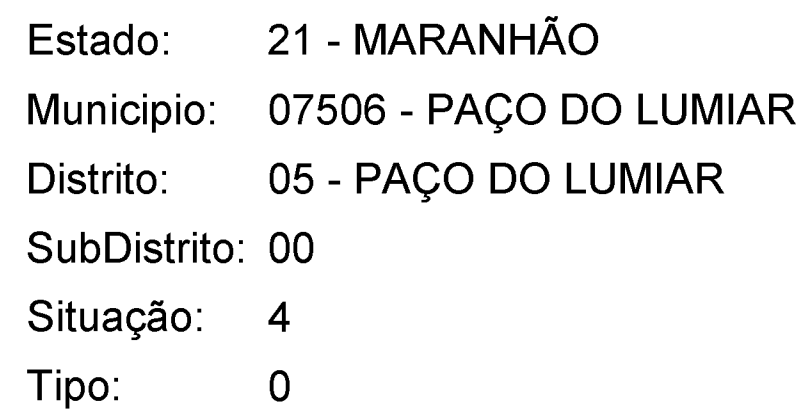 Estado: 21 - MARANHÃO
Municipio: 07506 - PAÇO DO LUMIAR
Distrito: 05 - PAÇO DO LUMIAR
SubDistrito: 00
Situação: 4
Tipo: 0